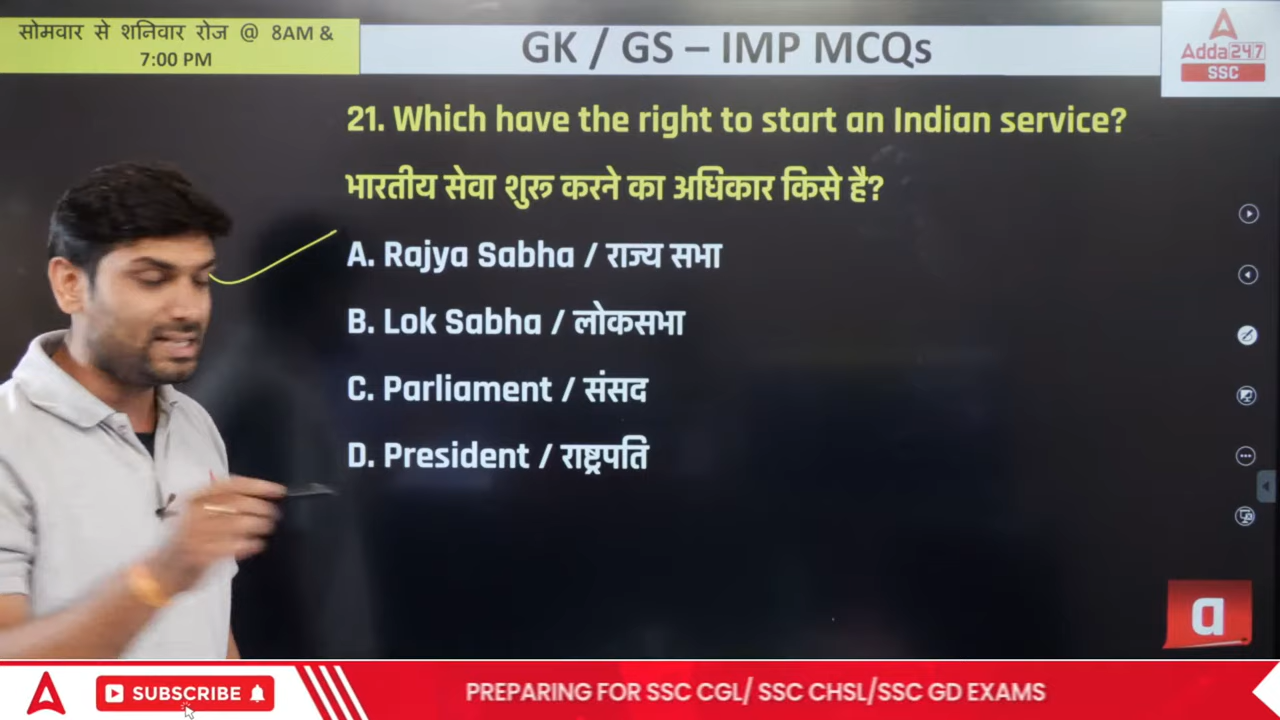 सोमवार से शनिवार रोज @ 8AM &
7:00 PM
GK / GS – IMP MCQs
Adda247
SSC
21. Which have the right to start an Indian service?
भारतीय सेवा शुरू करने का अधिकार किसे है?
A. Rajya Sabha / राज्य सभा
B. Lok Sabha / लोकसभा
C. Parliament / संसद
D. President / राष्ट्रपति
a
SUBSCRIBE
PREPARING FOR SSC CGL/ SSC CHSL/SSC GD EXAMS